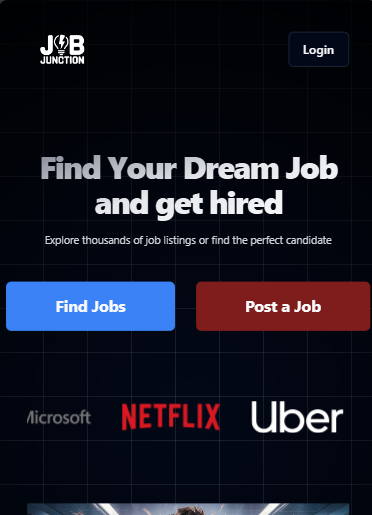 JOB
JUNCTION
Login
Find Your Dream Job
and get hired
Explore thousands of job listings or find the perfect candidate
Find Jobs
Post a Job
Microsoft
NETFLIX
Uber